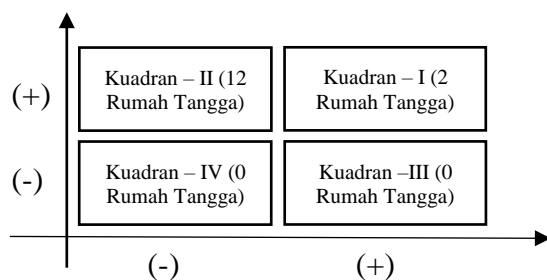 (+)
Kuadran – II (12
Rumah Tangga)
Kuadran – I (2
Rumah Tangga)
(-)
Kuadran – IV (0
Rumah Tangga)
Kuadran –III (0
Rumah Tangga)
(-)
(+)